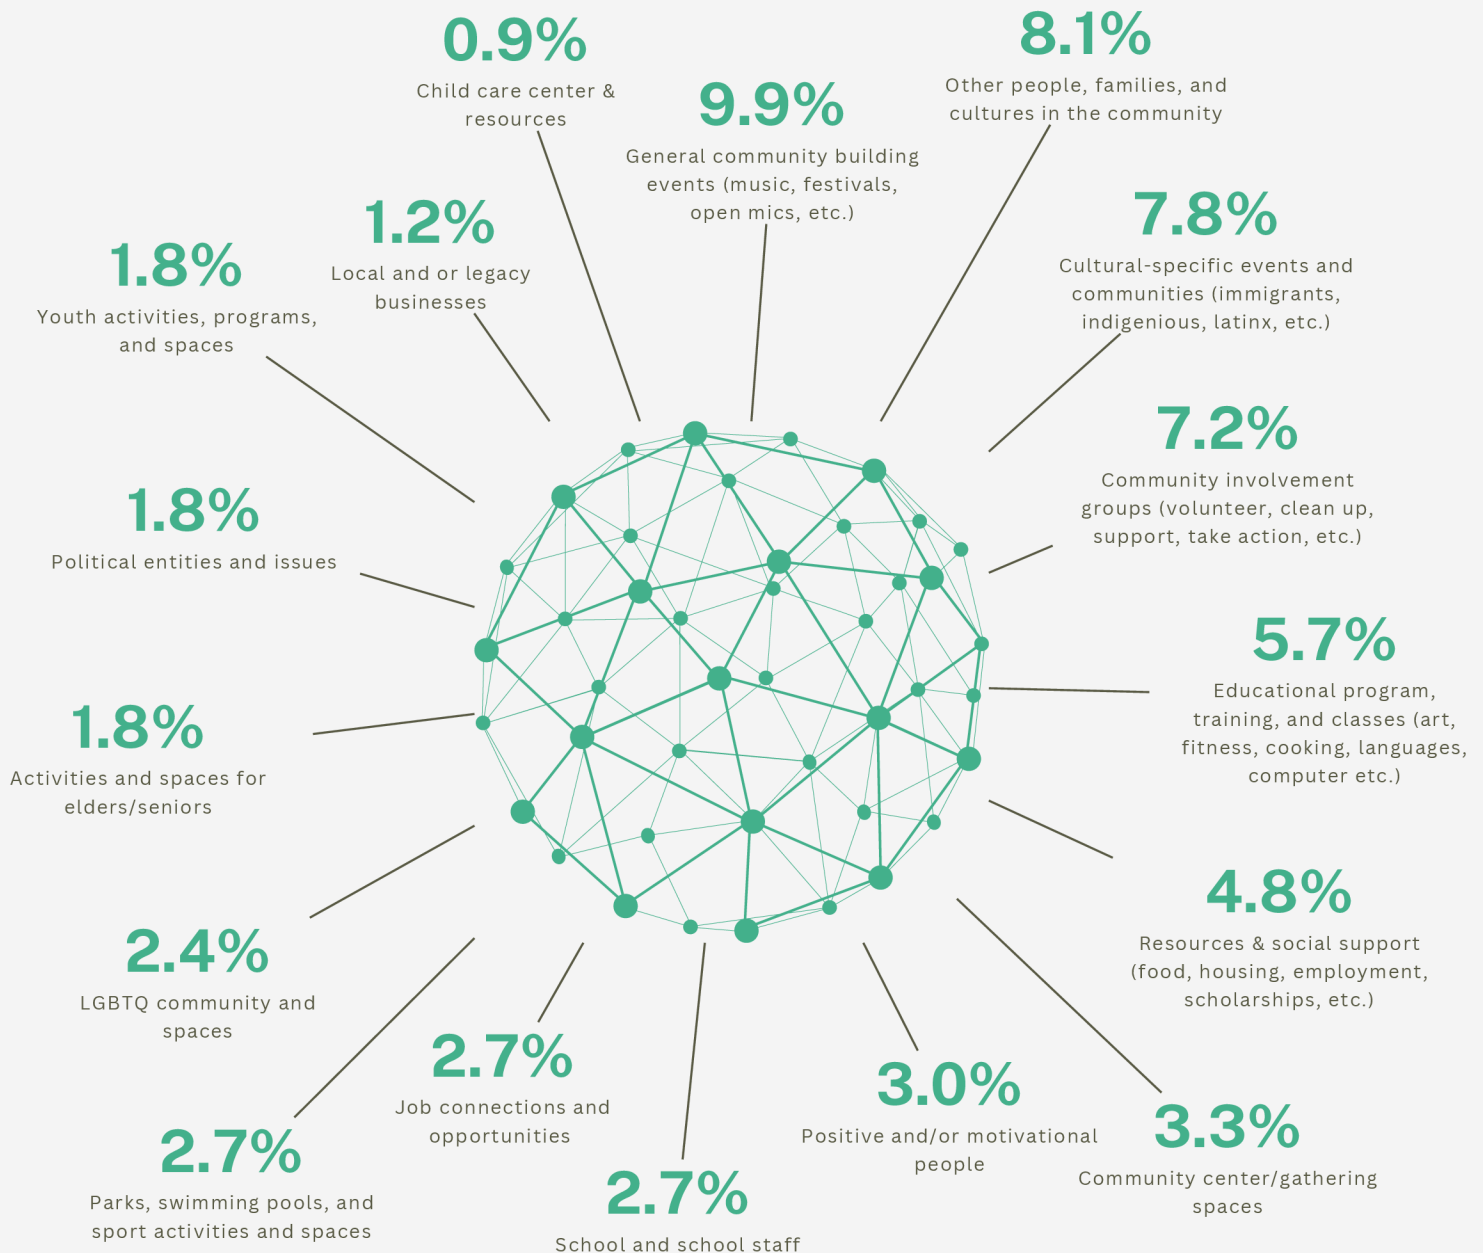 0.9%
Child care center &
resources
9.9%
General community building
events (music, festivals,
open mics, etc.)
8.1%
Other people, families, and
cultures in the community
7.8%
Cultural-specific events and
communities (immigrants,
indigenious, latinx, etc.)
7.2%
Community involvement
groups (volunteer, clean up,
support, take action, etc.)
5.7%
Educational program,
training, and classes (art,
fitness, cooking, languages,
computer etc.)
4.8%
Resources & social support
(food, housing, employment,
scholarships, etc.)
3.3%
Community center/gathering
spaces
3.0%
Positive and/or motivational
people
2.7%
School and school staff
2.7%
Job connections and
opportunities
2.7%
Parks, swimming pools, and
sport activities and spaces
2.4%
LGBTQ community and
spaces
1.8%
Activities and spaces for
elders/seniors
1.8%
Political entities and issues
1.8%
Youth activities, programs,
and spaces
1.2%
Local and or legacy
businesses